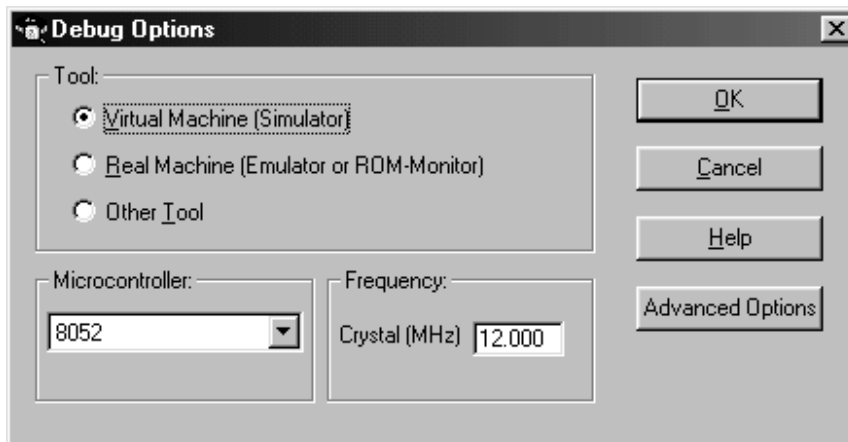 Debug Options
Tool:
Virtual Machine (Simulator)
Real Machine (Emulator or ROM-Monitor)
Other Tool
OK
Cancel
Help
Advanced Options
Microcontroller:
8052
Frequency:
Crystal (MHz) 12.000